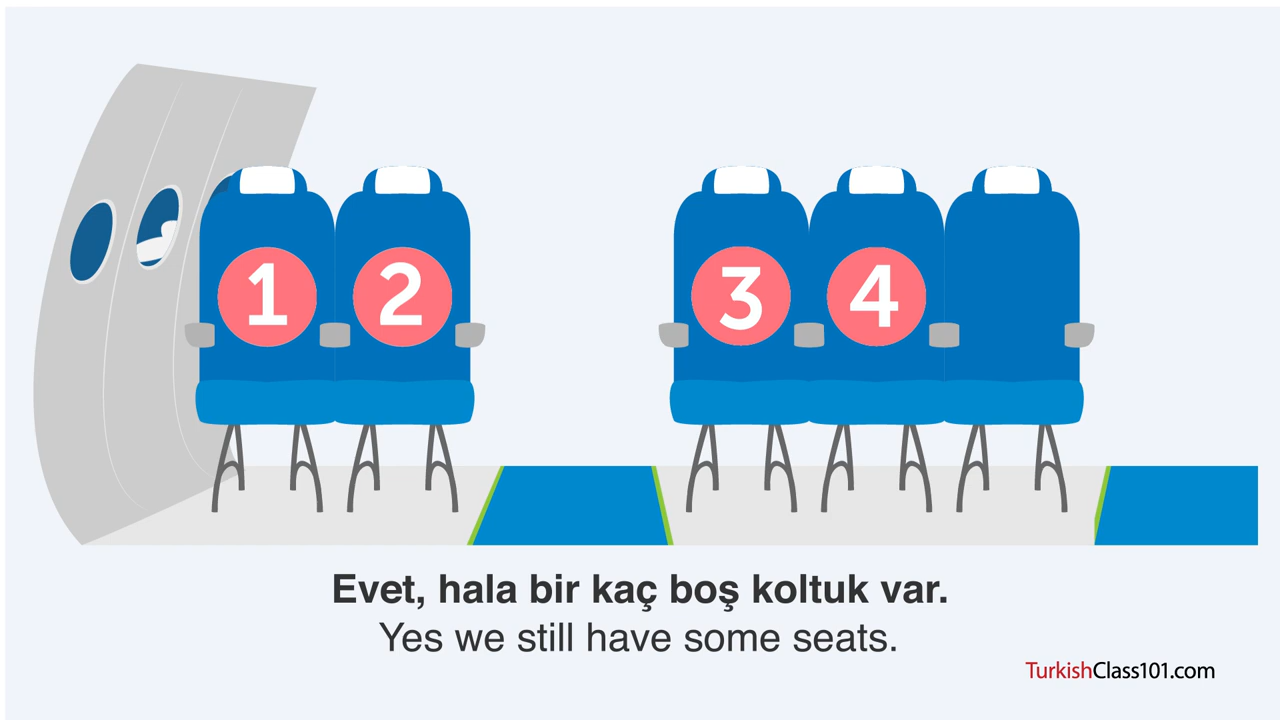 1 2 3 4
Evet, hala bir kaç boş koltuk var.
Yes we still have some seats.
TurkishClass101.com